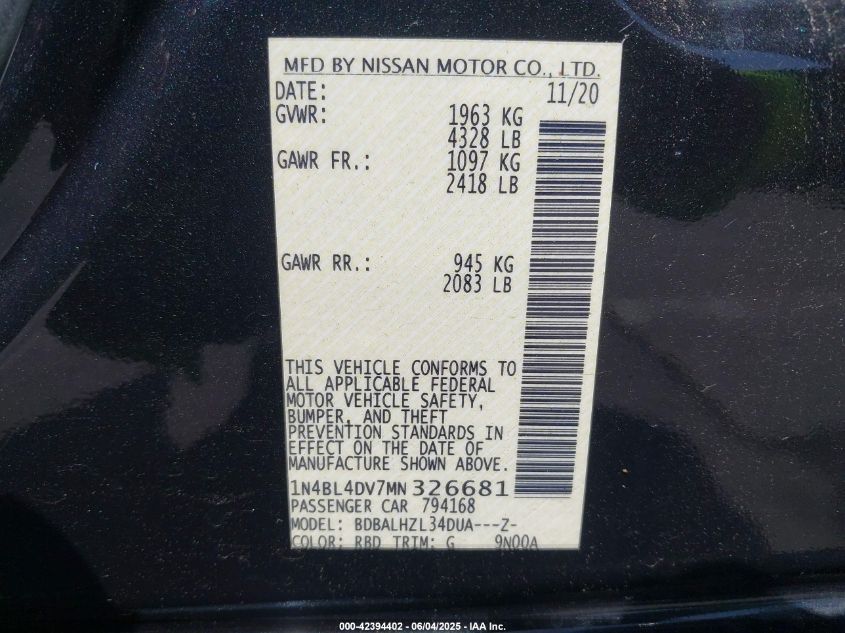 MFD BY NISSAN MOTOR CO., LTD.
DATE: 11/20
GVWR: 1963 KG
4328 LB
GAWR FR.: 1097 KG
2418 LB
GAWR RR.: 945 KG
2083 LB
THIS VEHICLE CONFORMS TO
ALL APPLICABLE FEDERAL
MOTOR VEHICLE SAFETY,
BUMPER, AND THEFT
PREVENTION STANDARDS IN
EFFECT ON THE DATE OF
MANUFACTURE SHOWN ABOVE.
1N4BL4DV7MN326681
PASSENGER CAR 794168
MODEL: BDBALHZL34DUA---Z-
COLOR: RBD TRIM: G 9N00A
000-42394402 - 06/04/2025 - IAA Inc.